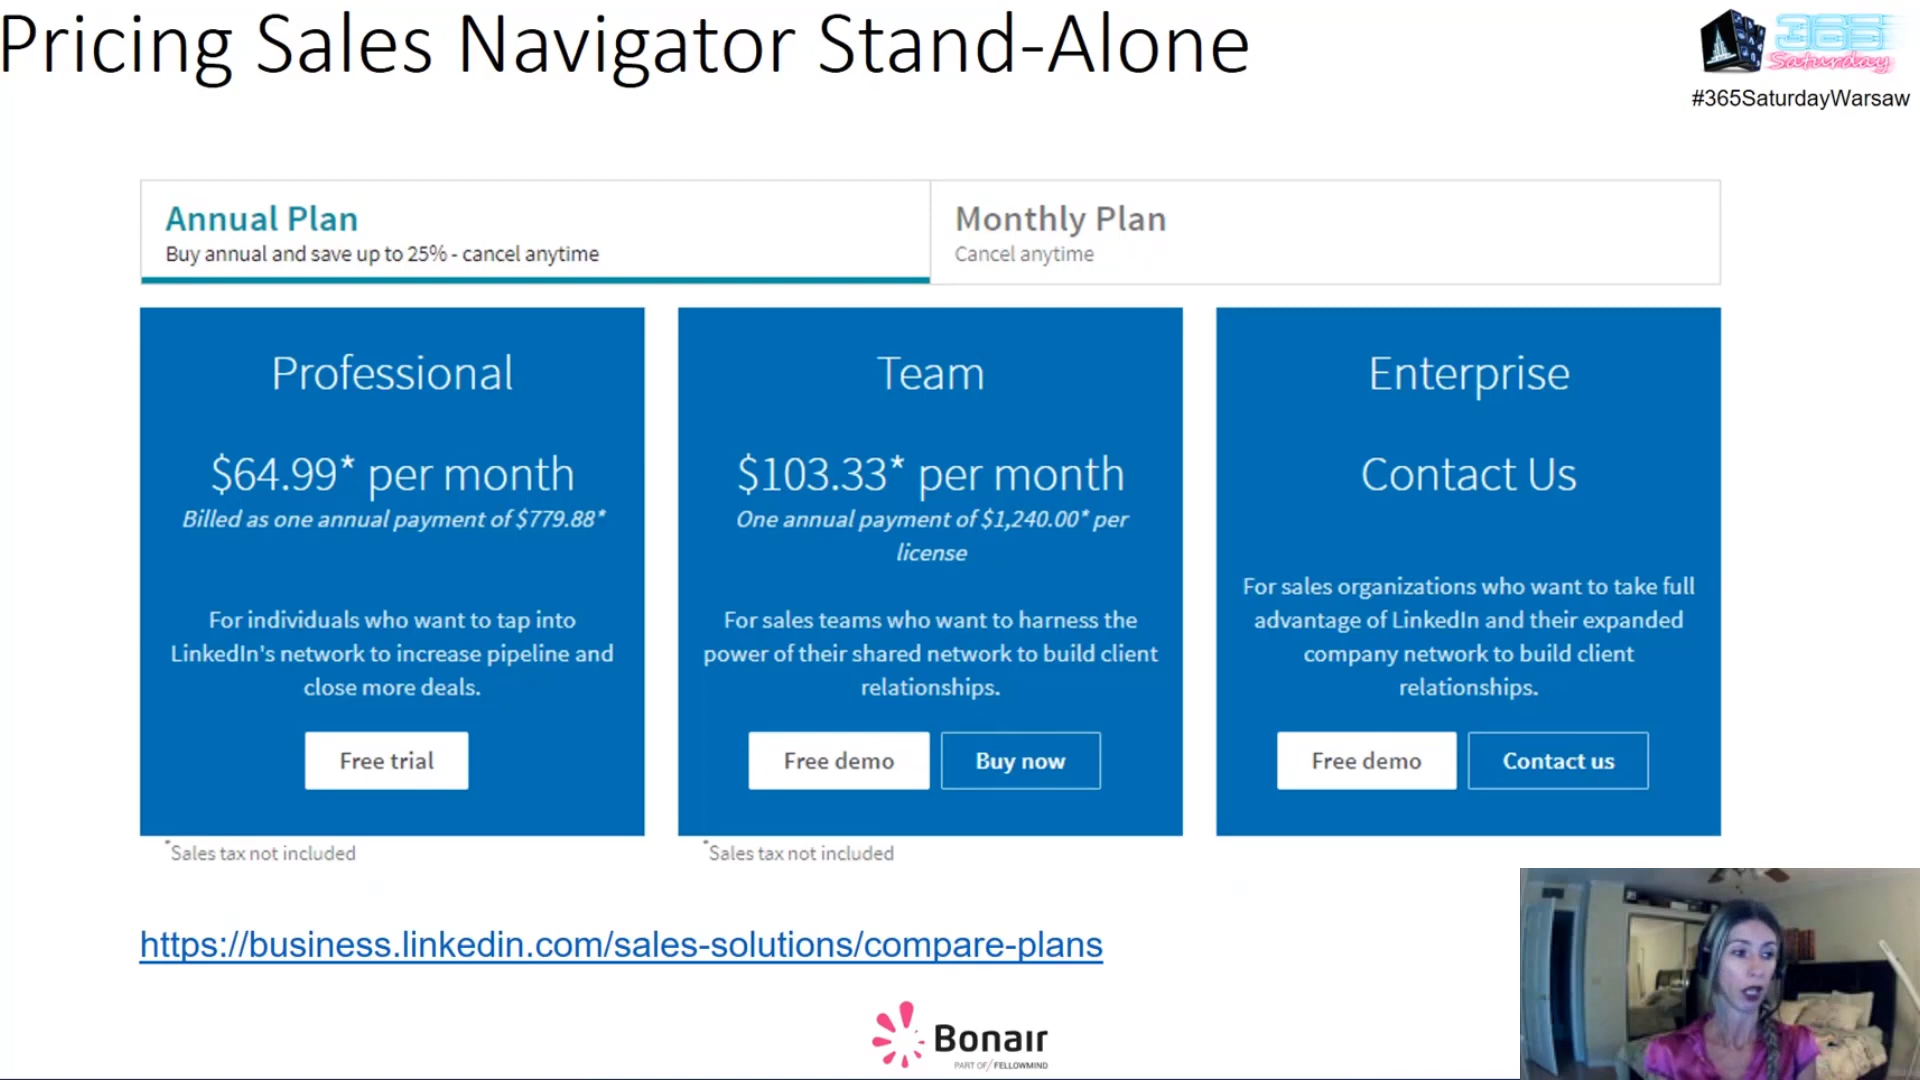 Pricing Sales Navigator Stand-Alone
365
Saturday
#365SaturdayWarsaw
Annual Plan
Buy annual and save up to 25% - cancel anytime
Monthly Plan
Cancel anytime
Professional
$64.99* per month
Billed as one annual payment of $779.88*
For individuals who want to tap into
LinkedIn's network to increase pipeline and
close more deals.
Free trial
*Sales tax not included
Team
$103.33* per month
One annual payment of $1,240.00* per
license
For sales teams who want to harness the
power of their shared network to build client
relationships.
Free demo
Buy now
*Sales tax not included
Enterprise
Contact Us
For sales organizations who want to take full
advantage of LinkedIn and their expanded
company network to build client
relationships.
Free demo
Contact us
https://business.linkedin.com/sales-solutions/compare-plans
Bonair
PART OF/FELLOWMIND